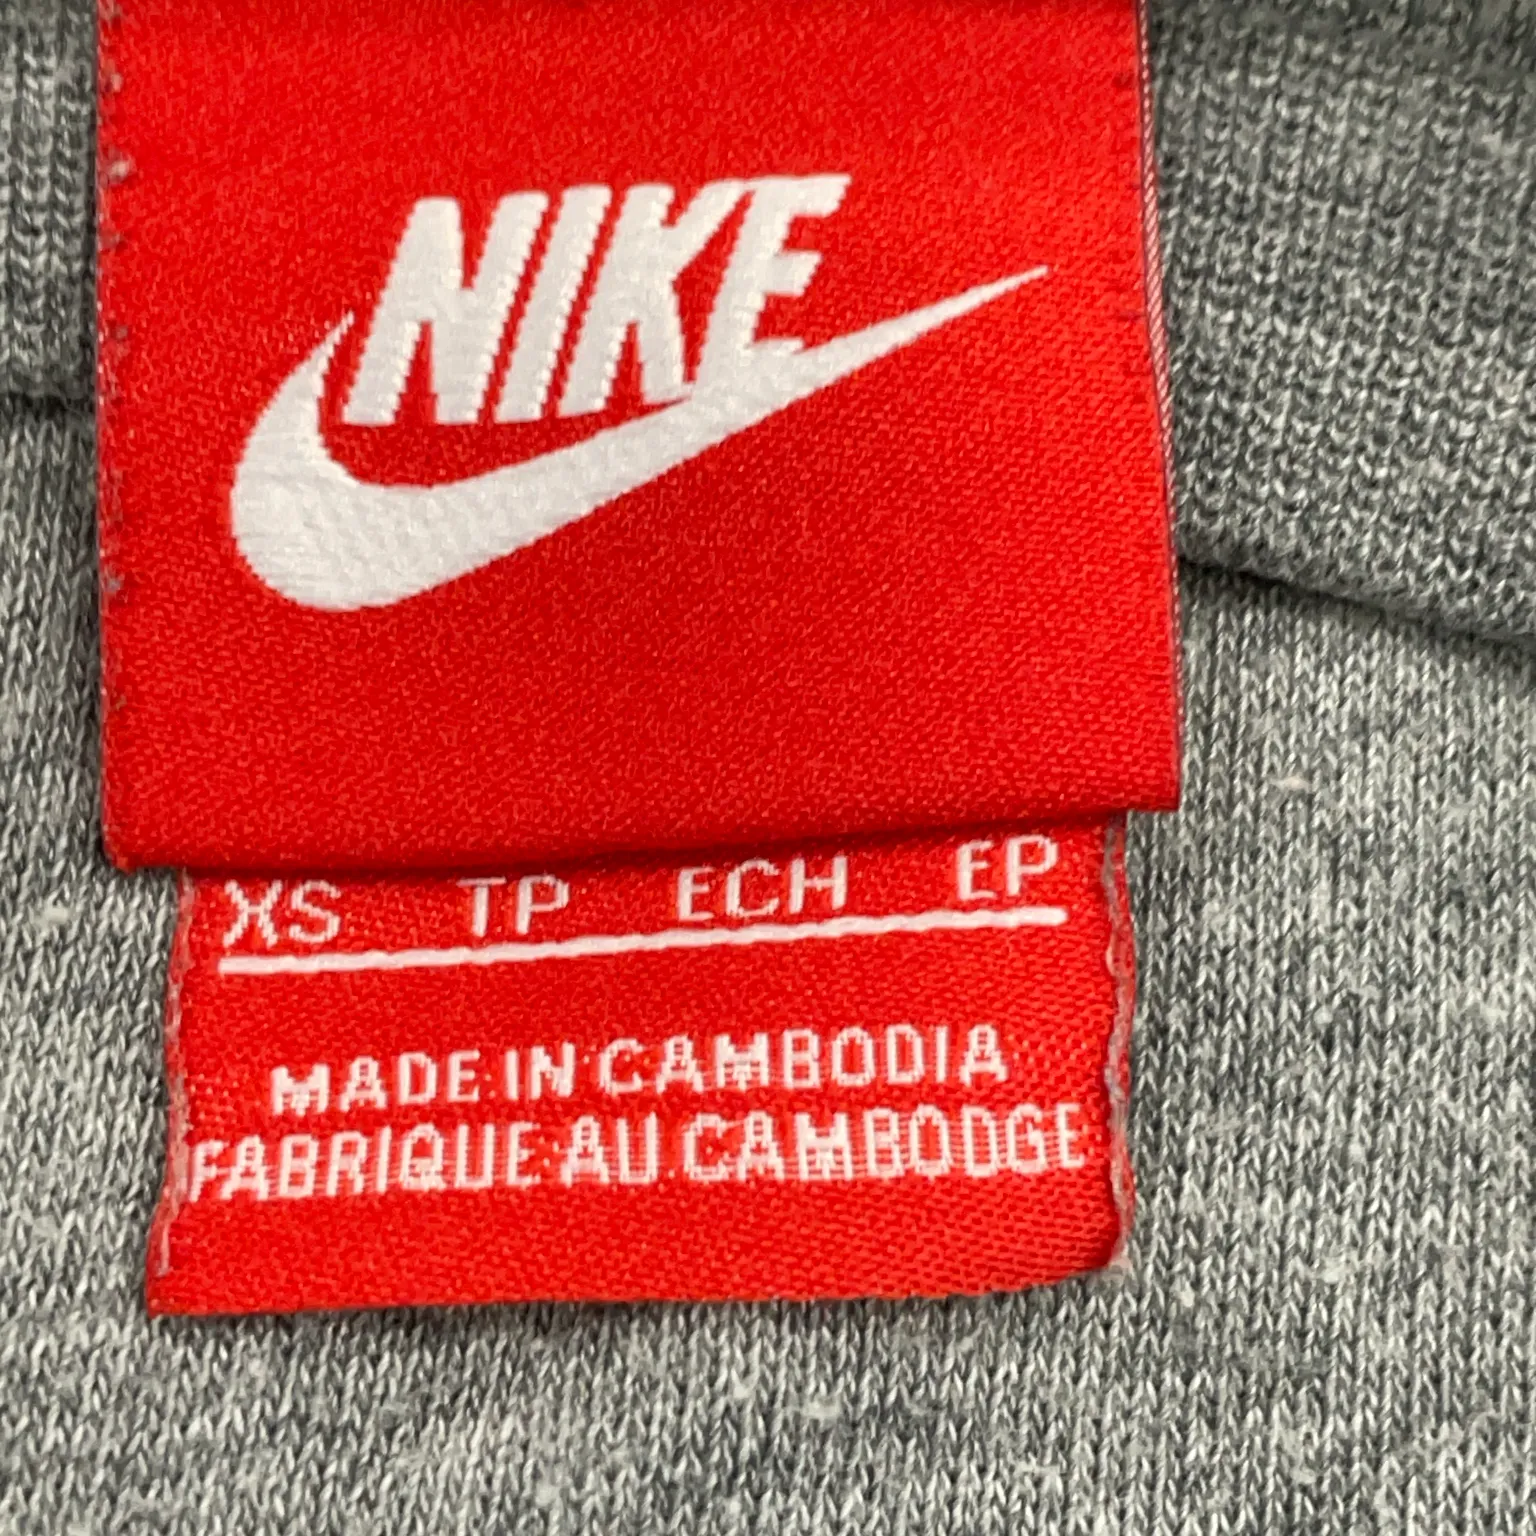 NIKE
XS TP ECH EP
MADE IN CAMBODIA
FABRIQUE AU CAMBODGE